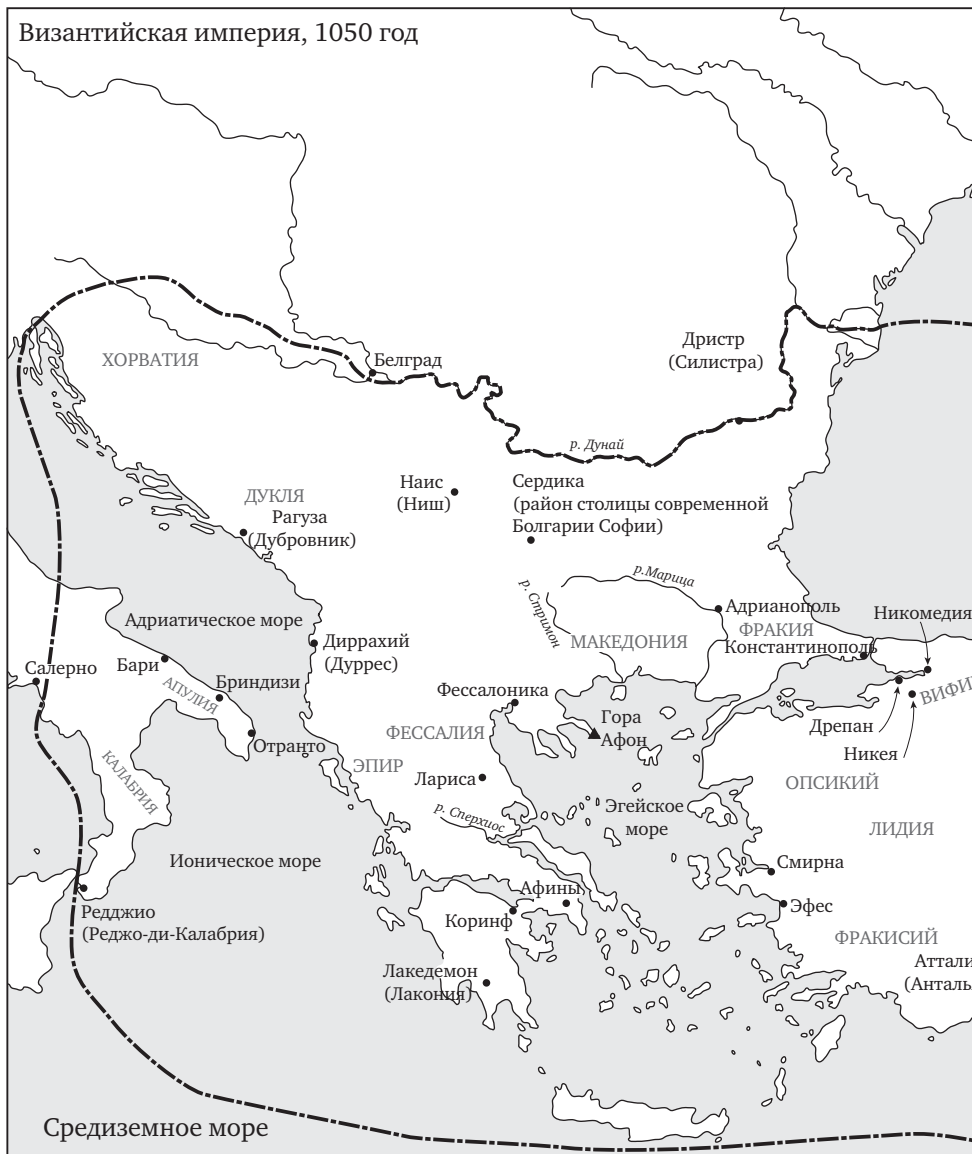 Византийская империя, 1050 год
ХОРВАТИЯ
Белград
Дристр
(Силистра)
р. Дунай
Наис
(Ниш)
Сердика
(район столицы современной
Болгарии Софии)
ДУКЛЯ
Рагуза
(Дубровник)
р.Марица
р. Стримон
Адрианополь
Никомедия
Адриатическое море
МАКЕДОНИЯ
ФРАКИЯ
Константинополь
Диррахий
(Дуррес)
Салерно
Бари
Бриндизи
АПУЛИЯ
Фессалоника
ВИФИН
Гора
Афон
Дрепан
Никея
Отранто
ФЕССАЛИЯ
ЭПИР
КАЛАБРИЯ
Лариса
ОПСИКИЙ
Эгейское
море
р. Сперхиос
ЛИДИЯ
Ионическое море
Смирна
Афины
Эфес
Коринф
Редджио
(Реджо-ди-Калабрия)
ФРАКИСИЙ
Аттали
(Анталь
Лакедемон
(Лакония)
Средиземное море